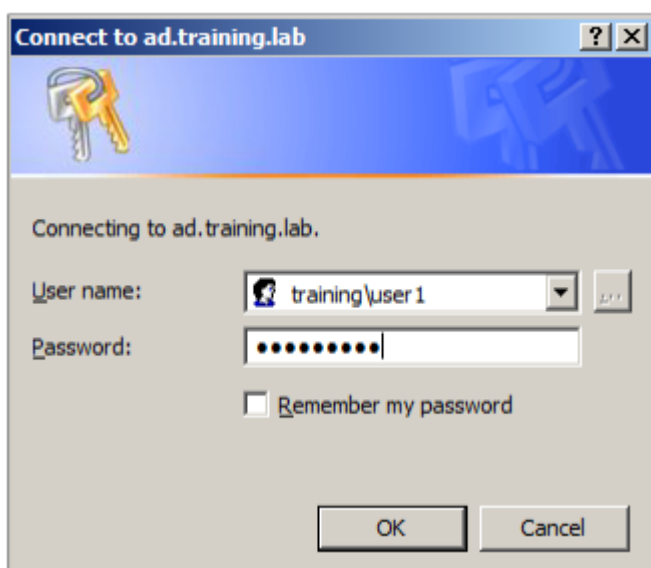 Connect to ad.training.lab
Connecting to ad.training.lab.
User name: training\user1 ...
Password: •••••••••
Remember my password
OK Cancel